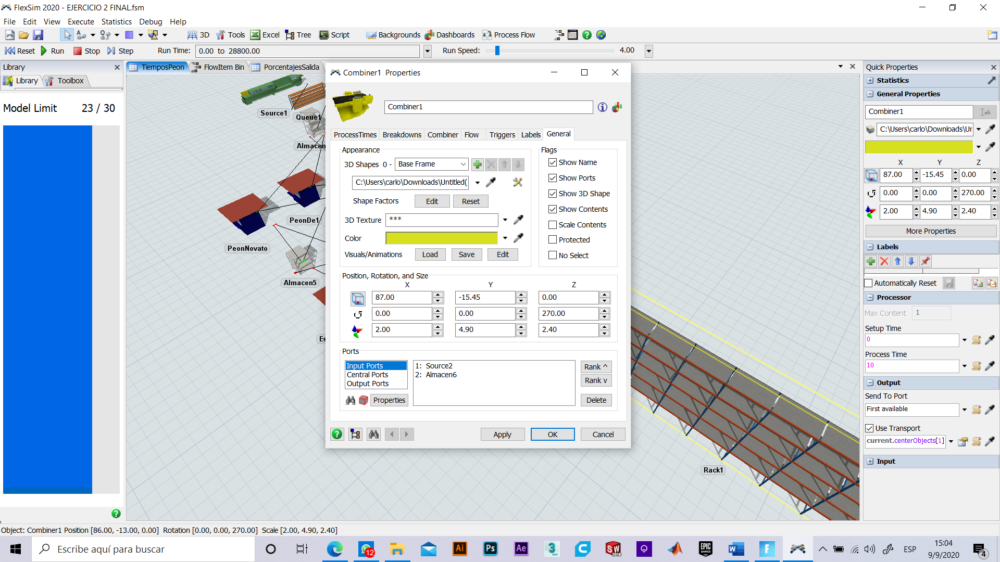 FlexSim 2020 - EJERCICIO 2 FINAL.fsm
File Edit View Execute Statistics Debug Help
3D Tools Excel Tree Script Backgrounds Dashboards Process Flow
Reset Run Stop Step Run Time: 0.00 to 28800.00 Run Speed: 4.00
Library
Library Toolbox
Model Limit 23 / 30
TiemposPeon FlowItem Bin PorcentajesSalida
Source1
Queue1
Almacen
PeonDe1
PeonNovato
Almacen5
Es
Rack1
Combiner1 Properties
Combiner1
ProcessTimes Breakdowns Combiner Flow Triggers Labels General
Appearance
3D Shapes 0 - Base Frame
C:\Users\carlo\Downloads\Untitled(
Shape Factors Edit Reset
3D Texture ***
Color
Visuals/Animations Load Save Edit
Flags
Show Name
Show Ports
Show 3D Shape
Show Contents
Scale Contents
Protected
No Select
Position, Rotation, and Size
X Y Z
87.00 -15.45 0.00
0.00 0.00 270.00
2.00 4.90 2.40
Ports
Input Ports
Central Ports
Output Ports
1: Source2
2: Almacen6
Rank ^
Rank v
Properties
Delete
Apply OK Cancel
Quick Properties
Statistics
General Properties
Combiner1
C:\Users\carlo\Downloads\Ur
X Y Z
87.00 -15.45 0.00
0.00 0.00 270.00
2.00 4.90 2.40
More Properties
Labels
Automatically Reset
Processor
Max Content 1
Setup Time
0
Process Time
10
Output
Send To Port
First available
Use Transport
current.centerObjects[1]
Input
Object: Combiner1 Position [86.00, -13.00, 0.00] Rotation [0.00, 0.00, 270.00] Scale [2.00, 4.90, 2.40]
Escribe aquí para buscar
12
Ai
Ps
Ae
3
MAX
SW
2018
EPIC
GAMES
W
F
ESP
15:04
9/9/2020
4